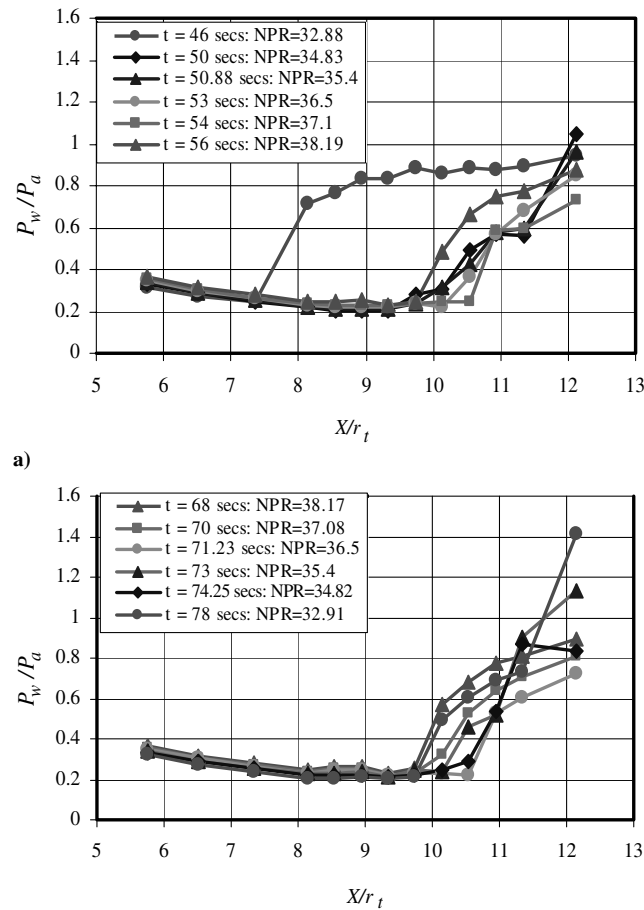 1.6
1.4
1.2
1
0.8
0.6
0.4
0.2
0
P_w/P_a
t = 46 secs: NPR=32.88
t = 50 secs: NPR=34.83
t = 50.88 secs: NPR=35.4
t = 53 secs: NPR=36.5
t = 54 secs: NPR=37.1
t = 56 secs: NPR=38.19
5 6 7 8 9 10 11 12 13
X/r_t
a)
1.6
1.4
1.2
1
0.8
0.6
0.4
0.2
0
P_w/P_a
t = 68 secs: NPR=38.17
t = 70 secs: NPR=37.08
t = 71.23 secs: NPR=36.5
t = 73 secs: NPR=35.4
t = 74.25 secs: NPR=34.82
t = 78 secs: NPR=32.91
5 6 7 8 9 10 11 12 13
X/r_t